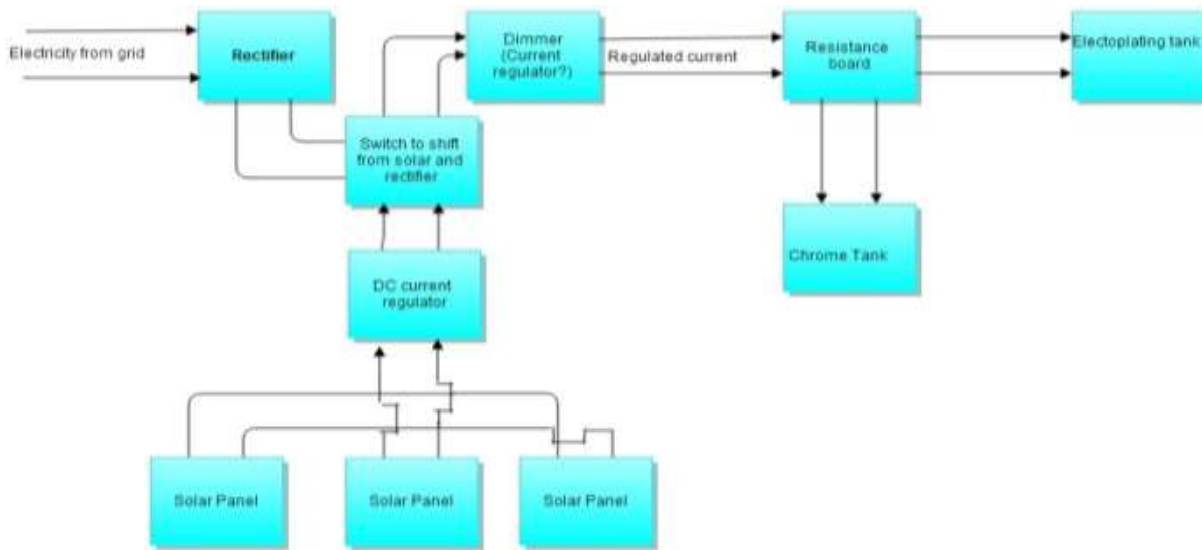 Electricity from grid
Rectifier
Dimmer
(Current
regulator?)
Regulated current
Resistance
board
Electoplating tank
Switch to shift
from solar and
rectifier
Chrome Tank
DC current
regulator
Solar Panel
Solar Panel
Solar Panel